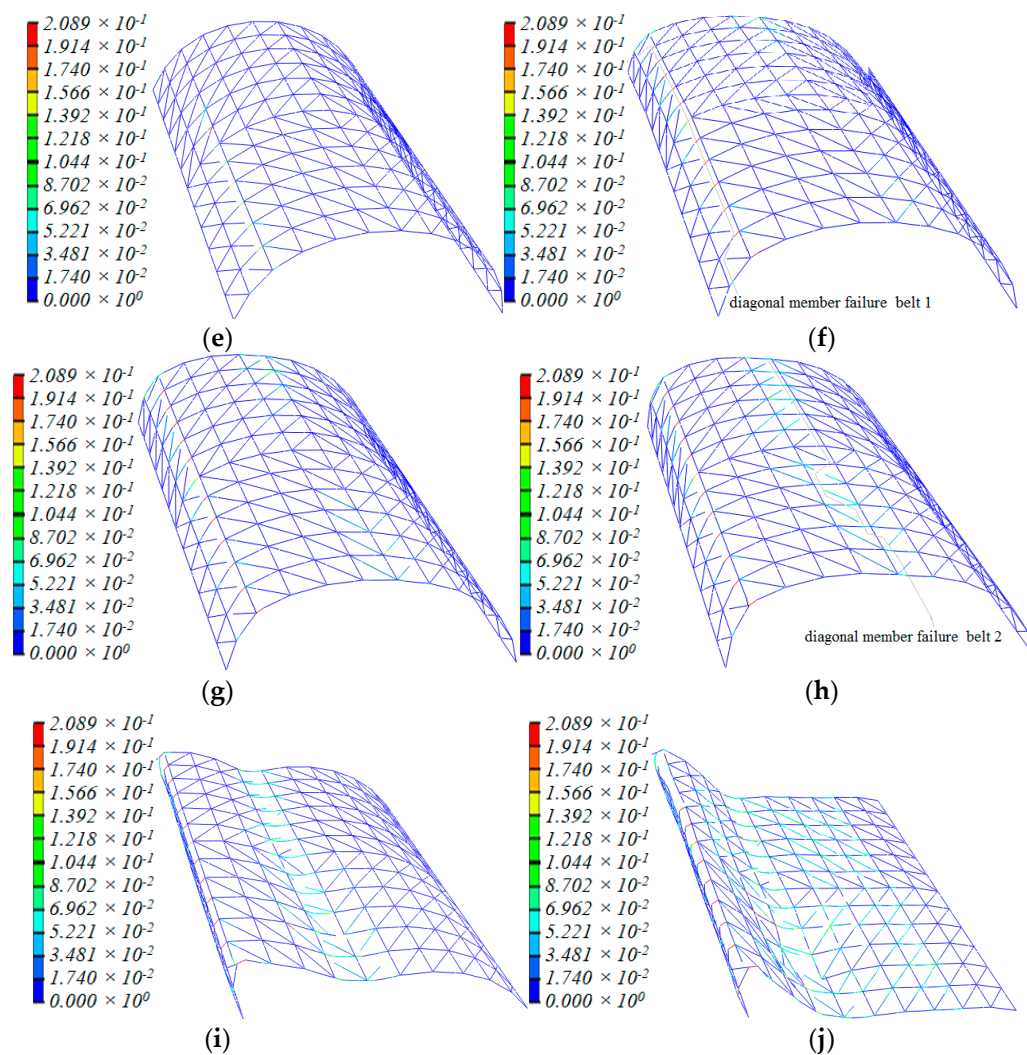 2.089 × 10⁻¹
1.914 × 10⁻¹
1.740 × 10⁻¹
1.566 × 10⁻¹
1.392 × 10⁻¹
1.218 × 10⁻¹
1.044 × 10⁻¹
8.702 × 10⁻²
6.962 × 10⁻²
5.221 × 10⁻²
3.481 × 10⁻²
1.740 × 10⁻²
0.000 × 10⁰
(e)
2.089 × 10⁻¹
1.914 × 10⁻¹
1.740 × 10⁻¹
1.566 × 10⁻¹
1.392 × 10⁻¹
1.218 × 10⁻¹
1.044 × 10⁻¹
8.702 × 10⁻²
6.962 × 10⁻²
5.221 × 10⁻²
3.481 × 10⁻²
1.740 × 10⁻²
0.000 × 10⁰
diagonal member failure belt 1
(f)
2.089 × 10⁻¹
1.914 × 10⁻¹
1.740 × 10⁻¹
1.566 × 10⁻¹
1.392 × 10⁻¹
1.218 × 10⁻¹
1.044 × 10⁻¹
8.702 × 10⁻²
6.962 × 10⁻²
5.221 × 10⁻²
3.481 × 10⁻²
1.740 × 10⁻²
0.000 × 10⁰
(g)
2.089 × 10⁻¹
1.914 × 10⁻¹
1.740 × 10⁻¹
1.566 × 10⁻¹
1.392 × 10⁻¹
1.218 × 10⁻¹
1.044 × 10⁻¹
8.702 × 10⁻²
6.962 × 10⁻²
5.221 × 10⁻²
3.481 × 10⁻²
1.740 × 10⁻²
0.000 × 10⁰
diagonal member failure belt 2
(h)
2.089 × 10⁻¹
1.914 × 10⁻¹
1.740 × 10⁻¹
1.566 × 10⁻¹
1.392 × 10⁻¹
1.218 × 10⁻¹
1.044 × 10⁻¹
8.702 × 10⁻²
6.962 × 10⁻²
5.221 × 10⁻²
3.481 × 10⁻²
1.740 × 10⁻²
0.000 × 10⁰
(i)
2.089 × 10⁻¹
1.914 × 10⁻¹
1.740 × 10⁻¹
1.566 × 10⁻¹
1.392 × 10⁻¹
1.218 × 10⁻¹
1.044 × 10⁻¹
8.702 × 10⁻²
6.962 × 10⁻²
5.221 × 10⁻²
3.481 × 10⁻²
1.740 × 10⁻²
0.000 × 10⁰
(j)